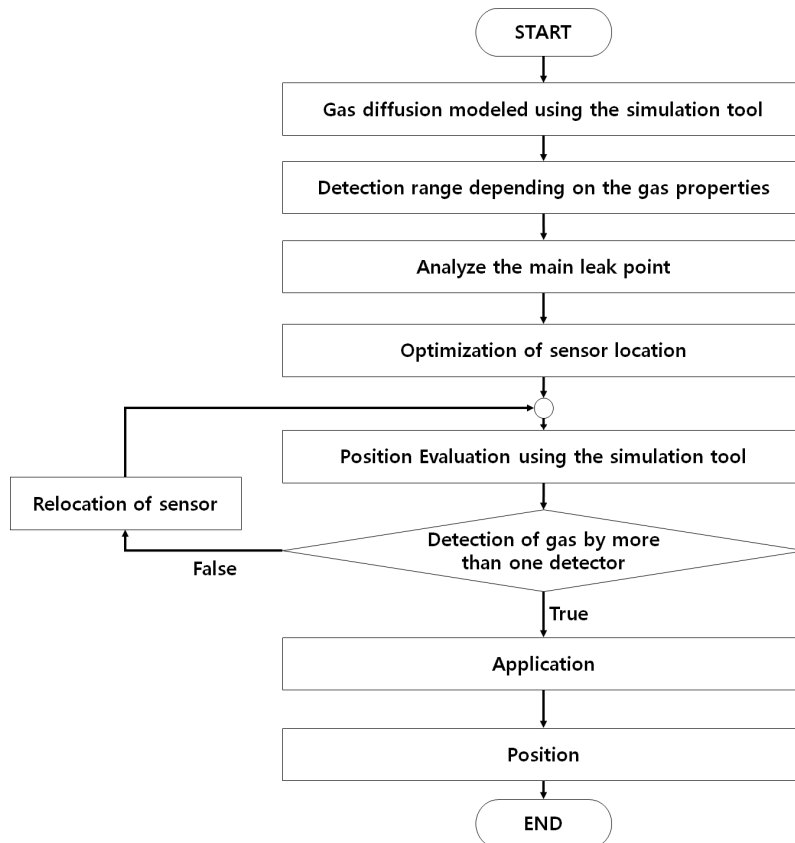 START
Gas diffusion modeled using the simulation tool
Detection range depending on the gas properties
Analyze the main leak point
Optimization of sensor location
Position Evaluation using the simulation tool
Relocation of sensor
Detection of gas by more
than one detector
False
True
Application
Position
END